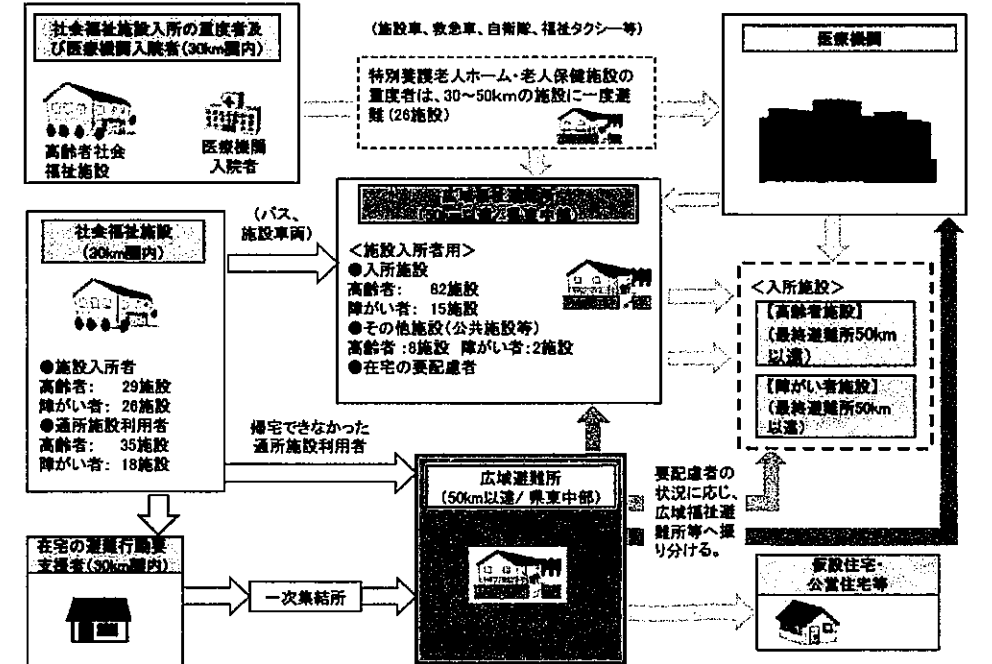 社会福祉施設入所の重度者及
び医療機関入院者(30km圏内)
高齢者社会
福祉施設
医療機関
入院者
(施設車、救急車、自衛隊、福祉タクシー等)
特別養護老人ホーム・老人保健施設の
重度者は、30～50kmの施設に一度避
難(26施設)
医療機関
社会福祉施設
(30km圏内)
●施設入所者
高齢者: 29施設
障がい者: 26施設
●通所施設利用者
高齢者: 35施設
障がい者: 18施設
(バス、
施設車両)
広域福祉避難所
<施設入所者用>
●入所施設
高齢者: 82施設
障がい者: 15施設
●その他施設(公共施設等)
高齢者:8施設 障がい者:2施設
●在宅の要配慮者
<入所施設>
【高齢者施設】
(最終避難所50km
以遠)
【障がい者施設】
(最終避難所50km
以遠)
帰宅できなかった
通所施設利用者
広域避難所
(50km以遠/ 県東中部)
要配慮者の
状況に応じ、
広域福祉避
難所等へ振
り分ける。
在宅の避難行動要
支援者(30km圏内)
一次集結所
仮設住宅・
公営住宅等